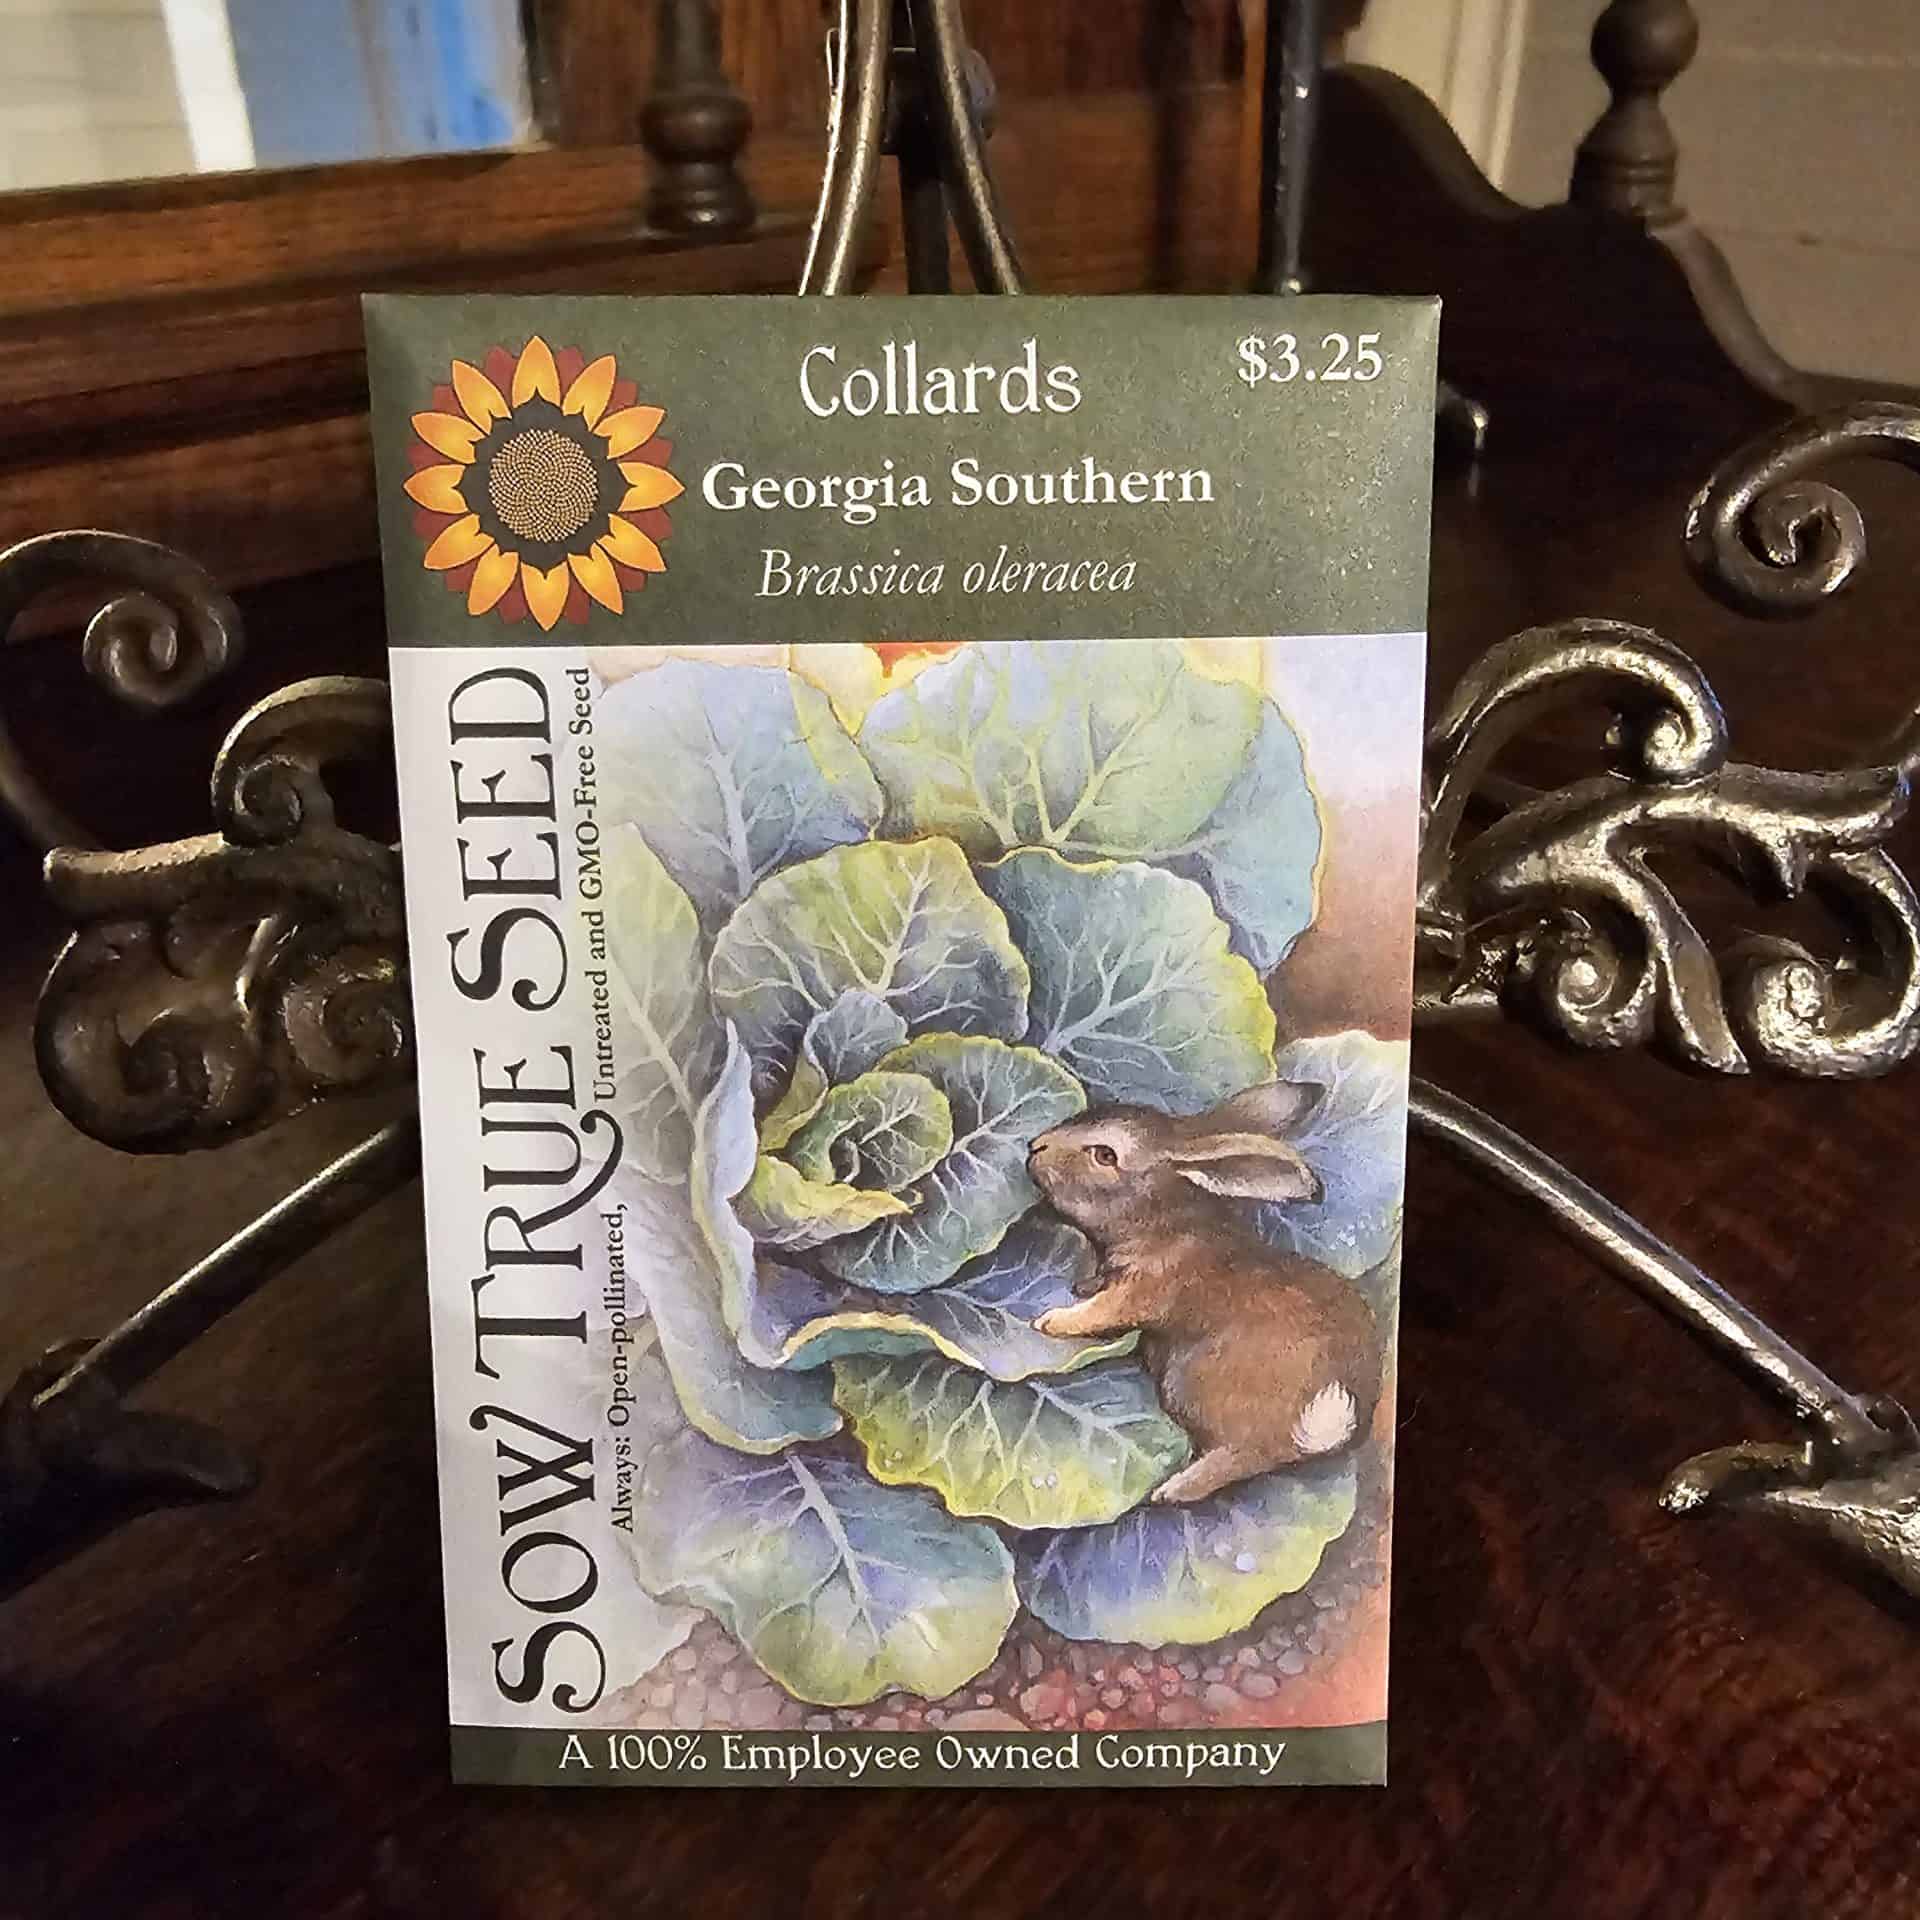 Collards
$3.25
Georgia Southern
Brassica oleracea
SOW TRUE SEED
Always: Open-pollinated, Untreated and GMO-Free Seed
A 100% Employee Owned Company